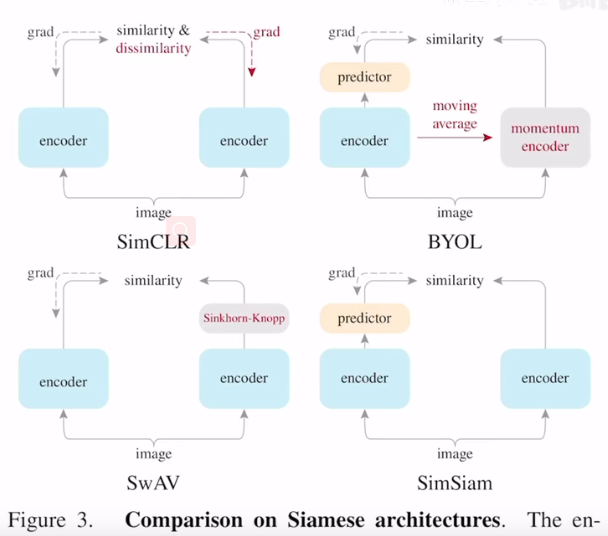 grad
similarity &
dissimilarity
grad
encoder
encoder
image
SimCLR
grad
similarity
predictor
encoder
moving
average
momentum
encoder
image
BYOL
grad
similarity
Sinkhorn-Knopp
encoder
encoder
image
SwAV
grad
similarity
predictor
encoder
encoder
image
SimSiam
Figure 3. Comparison on Siamese architectures. The en-